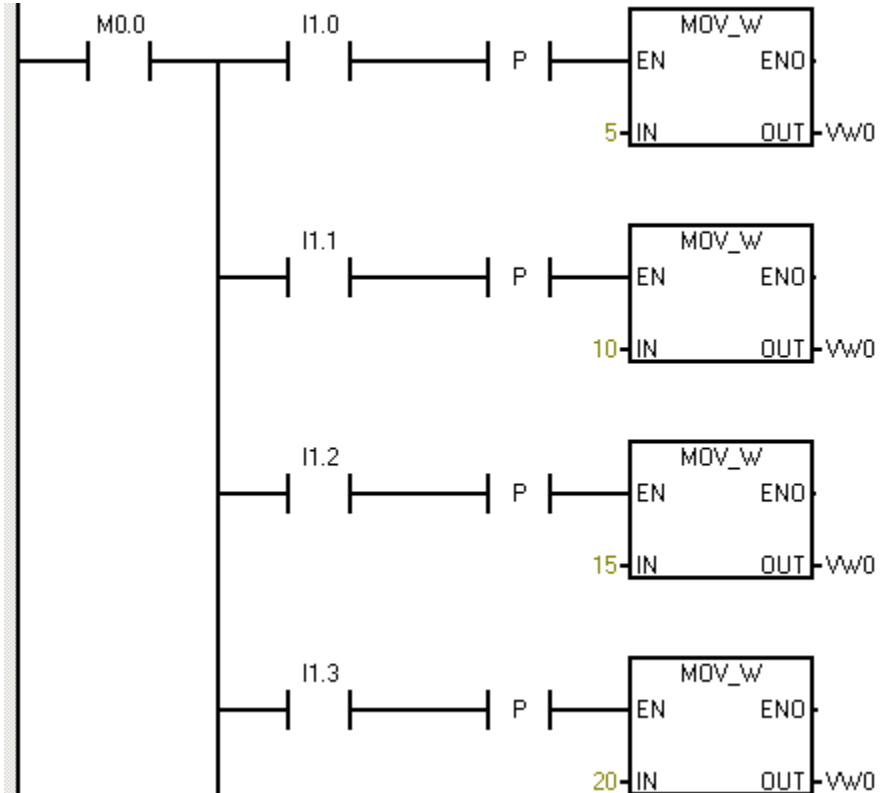 M0.0 I1.0 MOV_W
P EN ENO
5 IN OUT VW0
I1.1 MOV_W
P EN ENO
10 IN OUT VW0
I1.2 MOV_W
P EN ENO
15 IN OUT VW0
I1.3 MOV_W
P EN ENO
20 IN OUT VW0